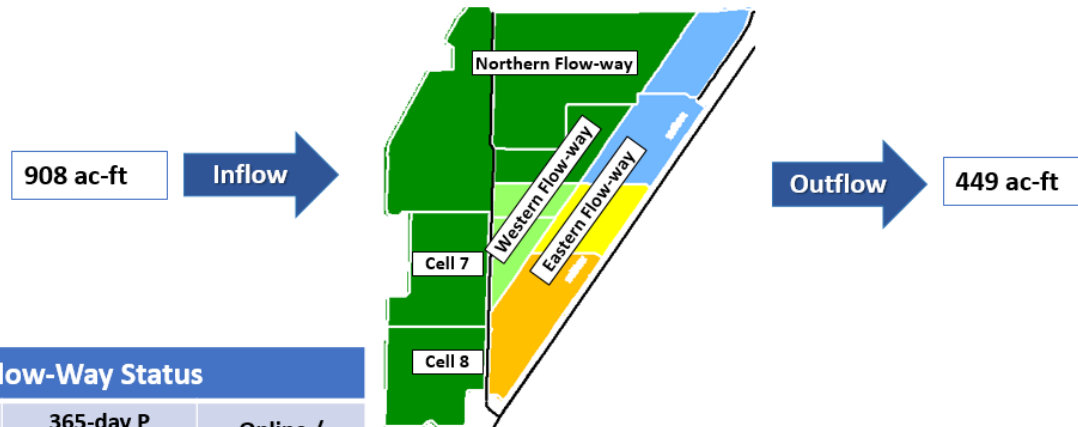 Northern Flow-way
908 ac-ft
Inflow
Western Flow-way
Eastern Flow-way
Outflow
449 ac-ft
Cell 7
Cell 8
low-Way Status
365-day P
Online /